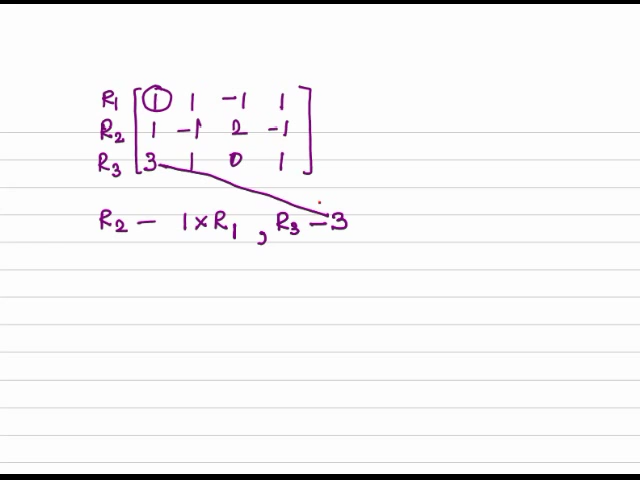 R1 [ 1 1 -1 1 ]
R2 [ 1 -1 2 -1 ]
R3 [ 3 1 0 1 ]
R2 - 1×R1 , R3 - 3